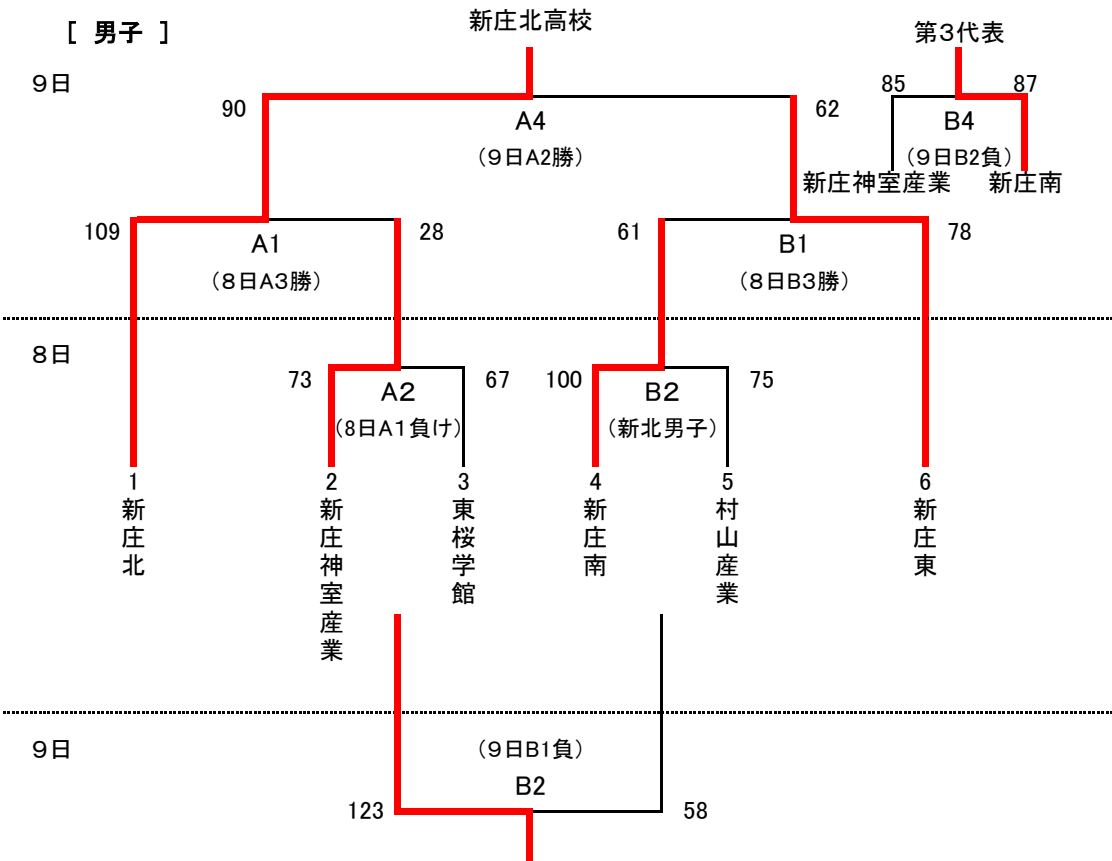 [ 男子 ]
新庄北高校
第3代表
9日
90
62
85
87
A4
B4
(9日A2勝)
(9日B2負)
新庄神室産業
新庄南
109
28
61
78
A1
B1
(8日A3勝)
(8日B3勝)
8日
73
67
100
75
A2
B2
(8日A1負け)
(新北男子)
1
新庄北
2
新庄神室産業
3
東桜学館
4
新庄南
5
村山産業
6
新庄東
9日
(9日B1負)
B2
123
58